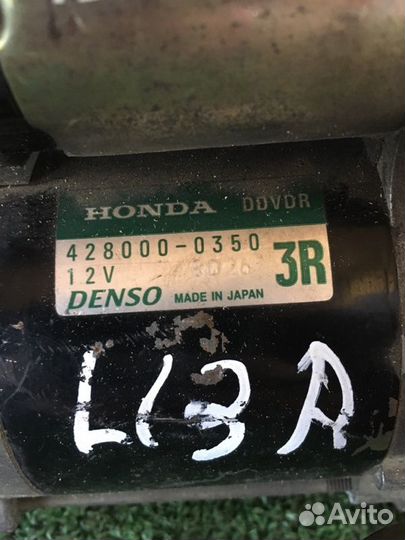 HONDA DDVDR
428000-0350
12V 3R
DENSO MADE IN JAPAN
L13A
Avito